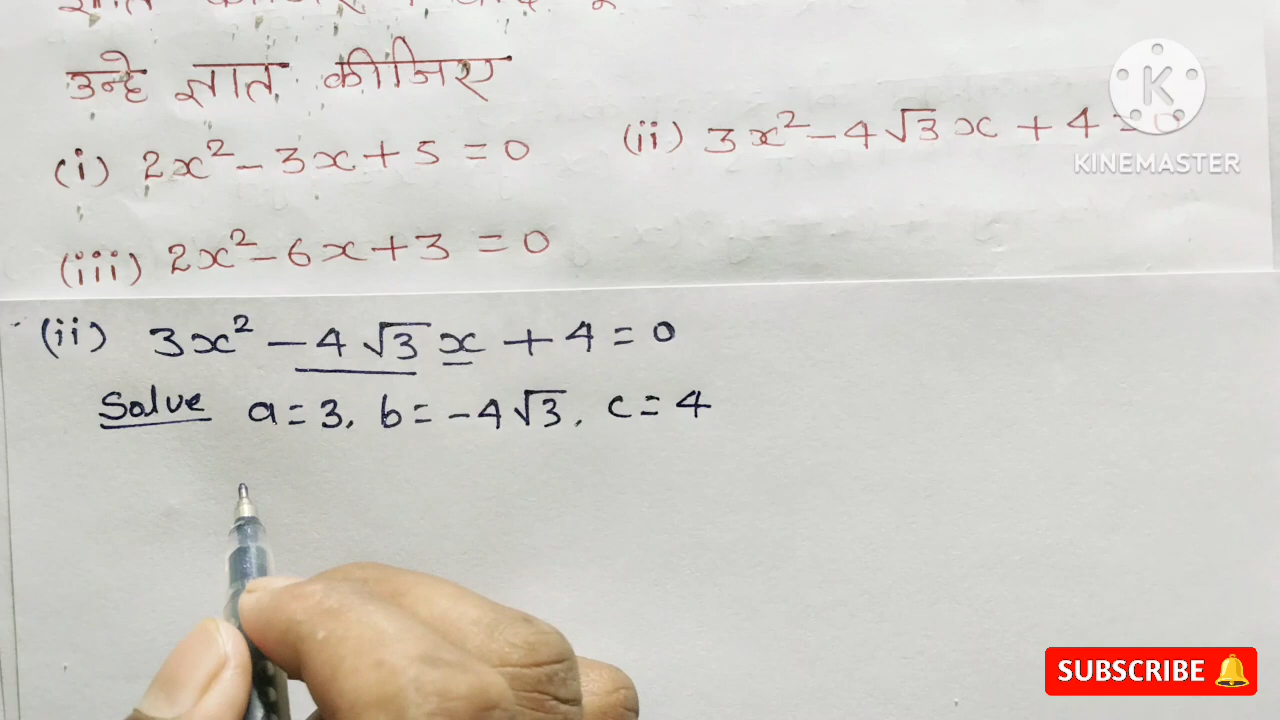 उन्हे ज्ञात कीजिए
(i) 2x² - 3x + 5 = 0
(ii) 3x² - 4√3x + 4 = 0
K
KINEMASTER
(iii) 2x² - 6x + 3 = 0
(ii) 3x² - 4√3 x + 4 = 0
Solve a = 3, b = -4√3, c = 4
SUBSCRIBE